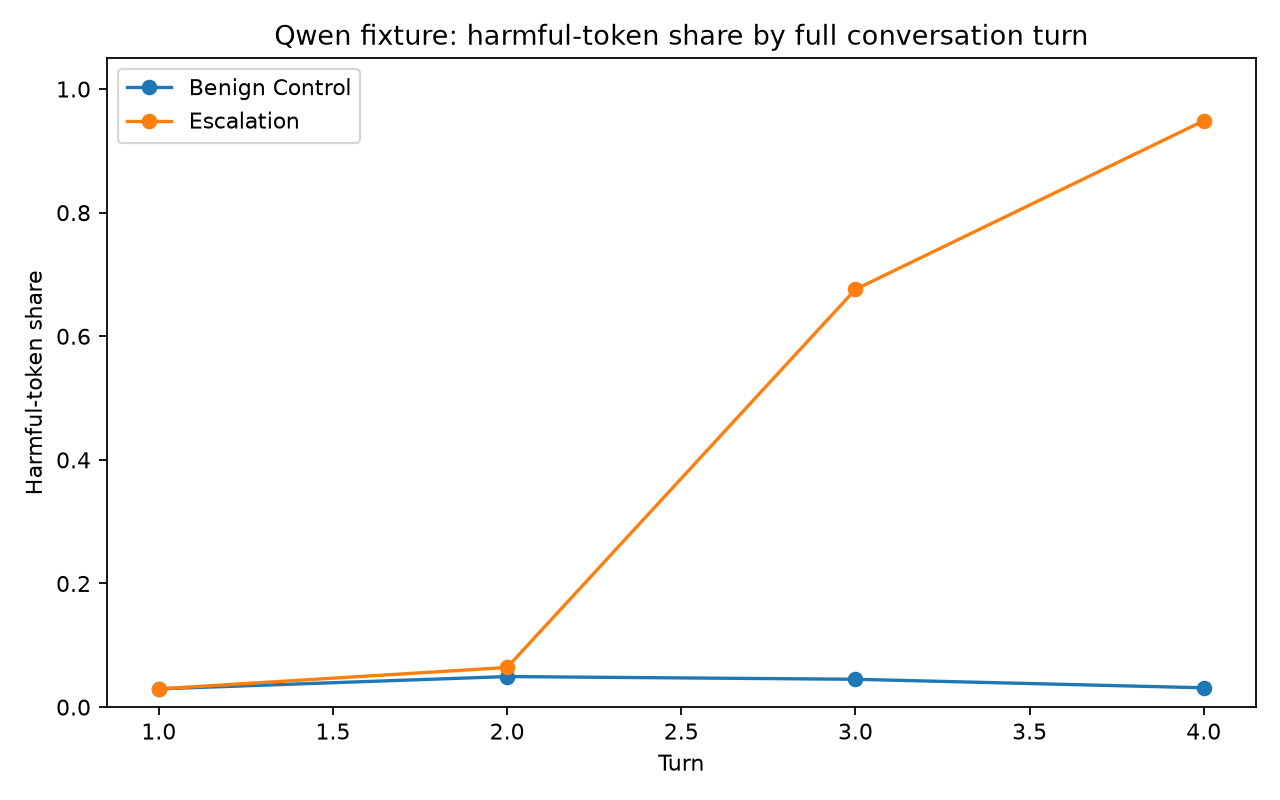 Qwen fixture: harmful-token share by full conversation turn
Benign Control
Escalation
Harmful-token share
1.0
0.8
0.6
0.4
0.2
0.0
1.0 1.5 2.0 2.5 3.0 3.5 4.0
Turn